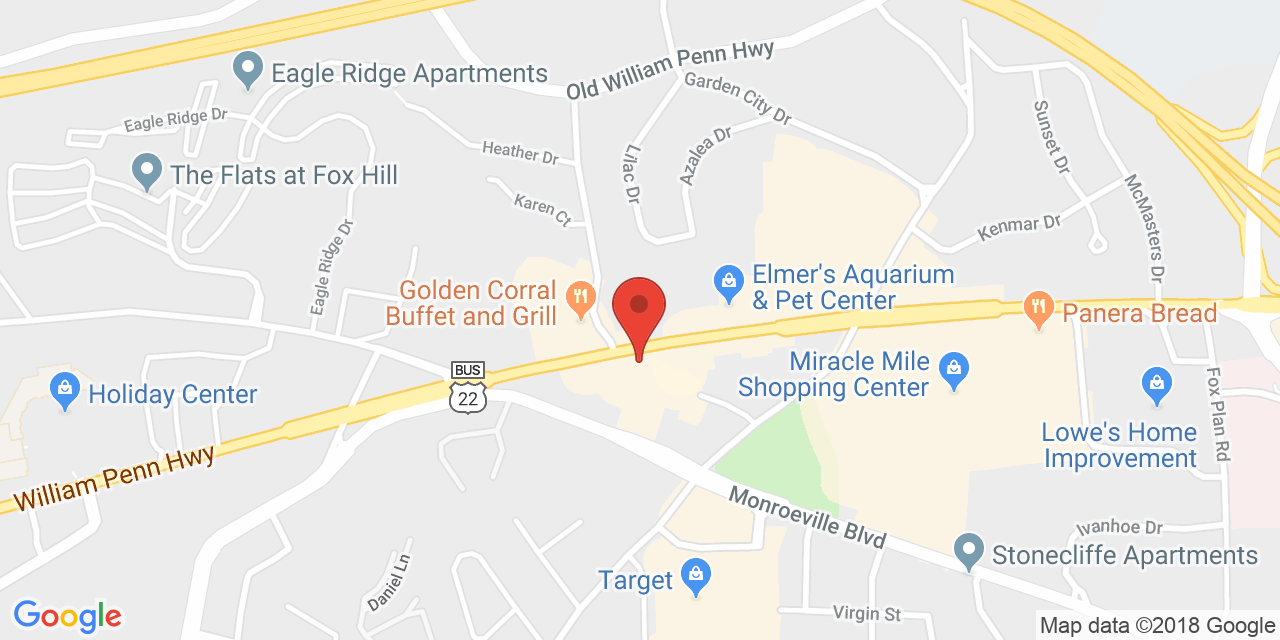 Old William Penn Hwy
Eagle Ridge Apartments
Garden City Dr
Eagle Ridge Dr
Azalea Dr
Sunset Dr
Heather Dr
Lilac Dr
The Flats at Fox Hill
McMasters Dr
Karen Ct
Kenmar Dr
Eagle Ridge Dr
Elmer's Aquarium
& Pet Center
Golden Corral
Buffet and Grill
Panera Bread
Miracle Mile
Shopping Center
BUS
22
Holiday Center
Fox Plan Rd
Lowe's Home
Improvement
William Penn Hwy
Monroeville Blvd
Ivanhoe Dr
Stonecliffe Apartments
Daniel Ln
Target
Virgin St
Google
Map data ©2018 Google